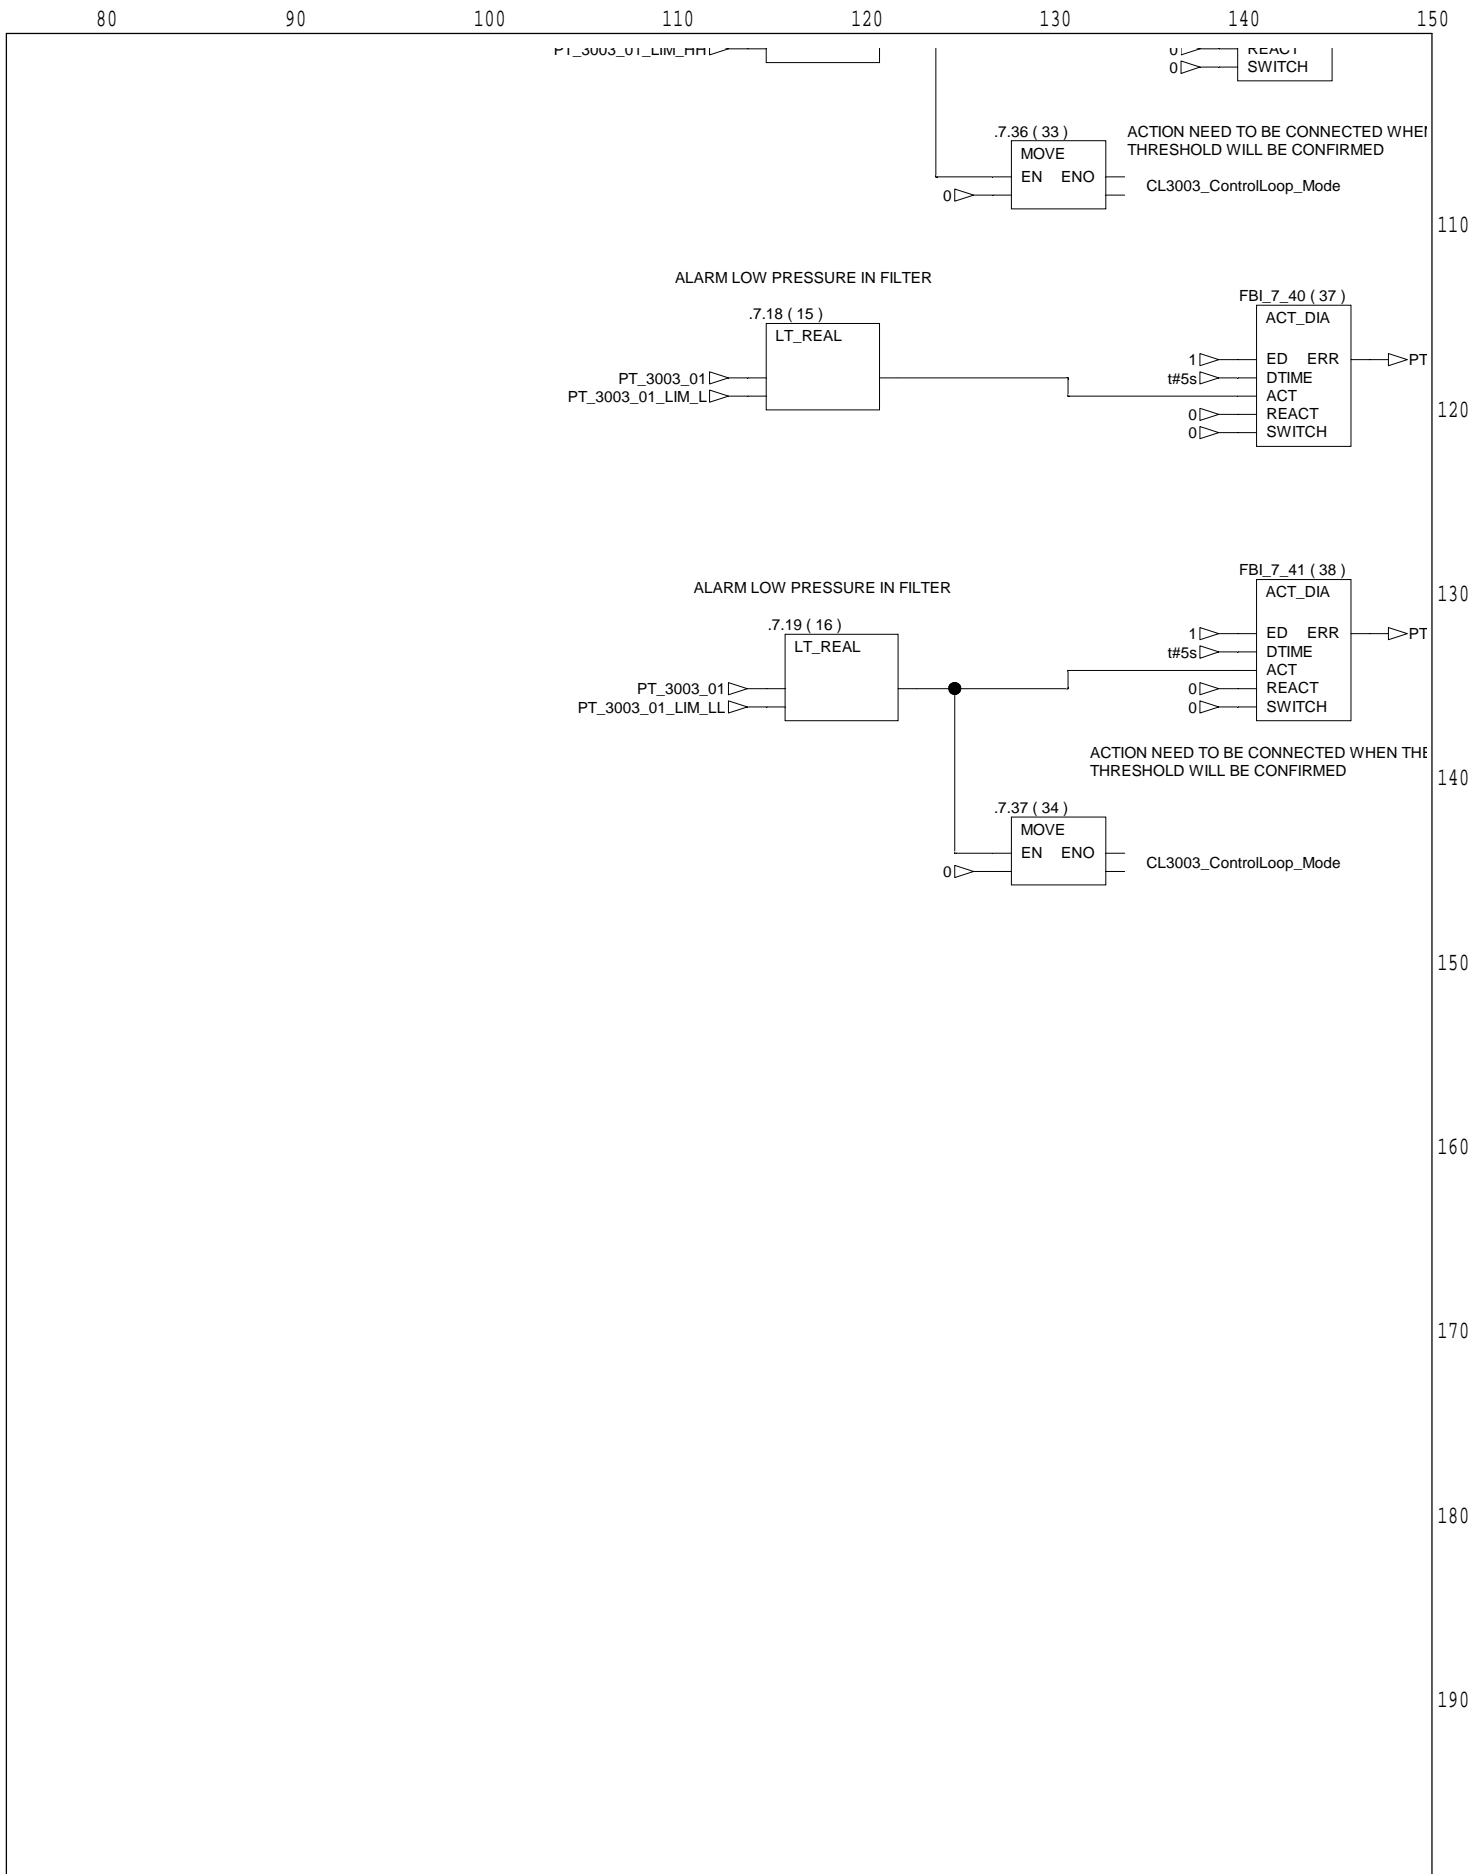 80 90 100 110 120 130 140 150
PT_3003_01_LIM_HH
0 REACT
0 SWITCH
.7.36 ( 33 )
MOVE
EN ENO
0
ACTION NEED TO BE CONNECTED WHEN
THRESHOLD WILL BE CONFIRMED
CL3003_ControlLoop_Mode
110
ALARM LOW PRESSURE IN FILTER
.7.18 ( 15 )
LT_REAL
PT_3003_01
PT_3003_01_LIM_L
FBI_7_40 ( 37 )
ACT_DIA
1 ED ERR PT
t#5s DTIME
ACT
0 REACT
0 SWITCH
120
ALARM LOW PRESSURE IN FILTER
.7.19 ( 16 )
LT_REAL
PT_3003_01
PT_3003_01_LIM_LL
FBI_7_41 ( 38 )
ACT_DIA
1 ED ERR PT
t#5s DTIME
ACT
0 REACT
0 SWITCH
130
ACTION NEED TO BE CONNECTED WHEN THE
THRESHOLD WILL BE CONFIRMED
140
.7.37 ( 34 )
MOVE
EN ENO
0
CL3003_ControlLoop_Mode
150
160
170
180
190